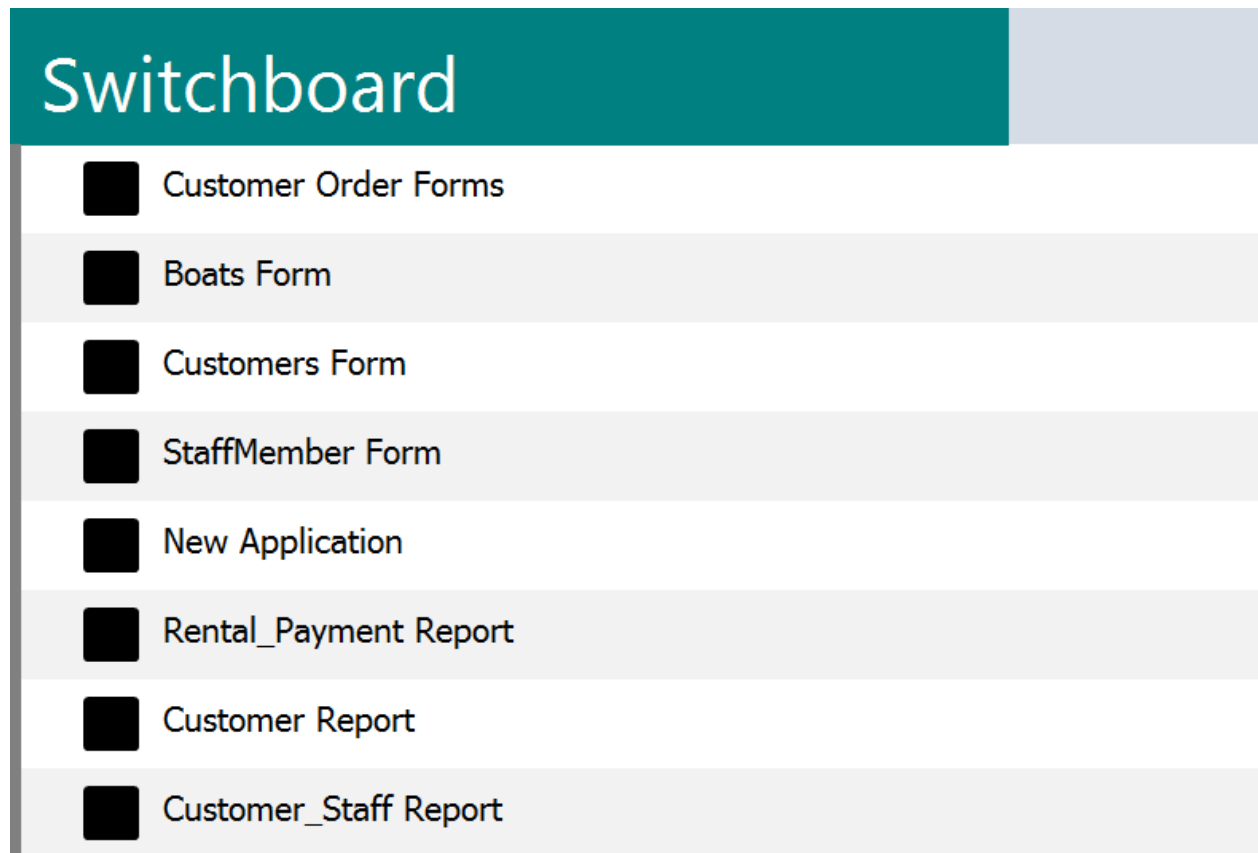 Switchboard
Customer Order Forms
Boats Form
Customers Form
StaffMember Form
New Application
Rental_Payment Report
Customer Report
Customer_Staff Report